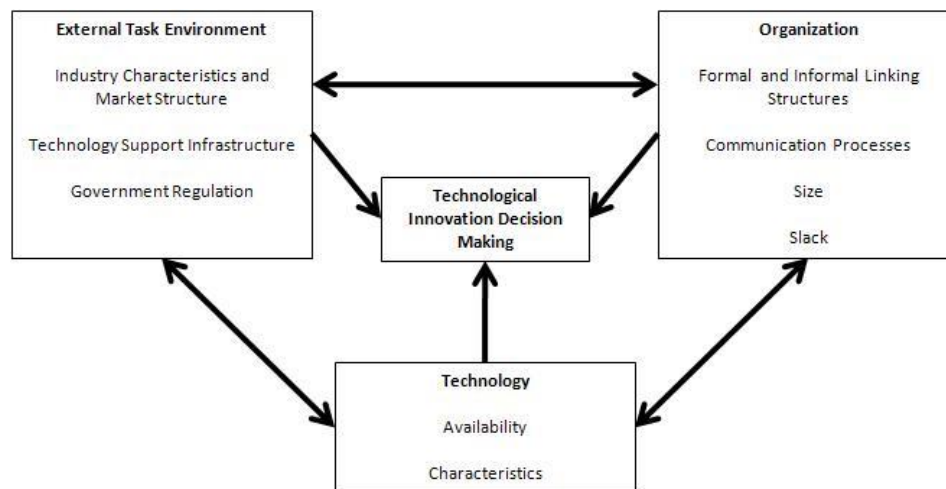 External Task Environment
Industry Characteristics and
Market Structure
Technology Support Infrastructure
Government Regulation
Organization
Formal and Informal Linking
Structures
Communication Processes
Size
Slack
Technological
Innovation Decision
Making
Technology
Availability
Characteristics